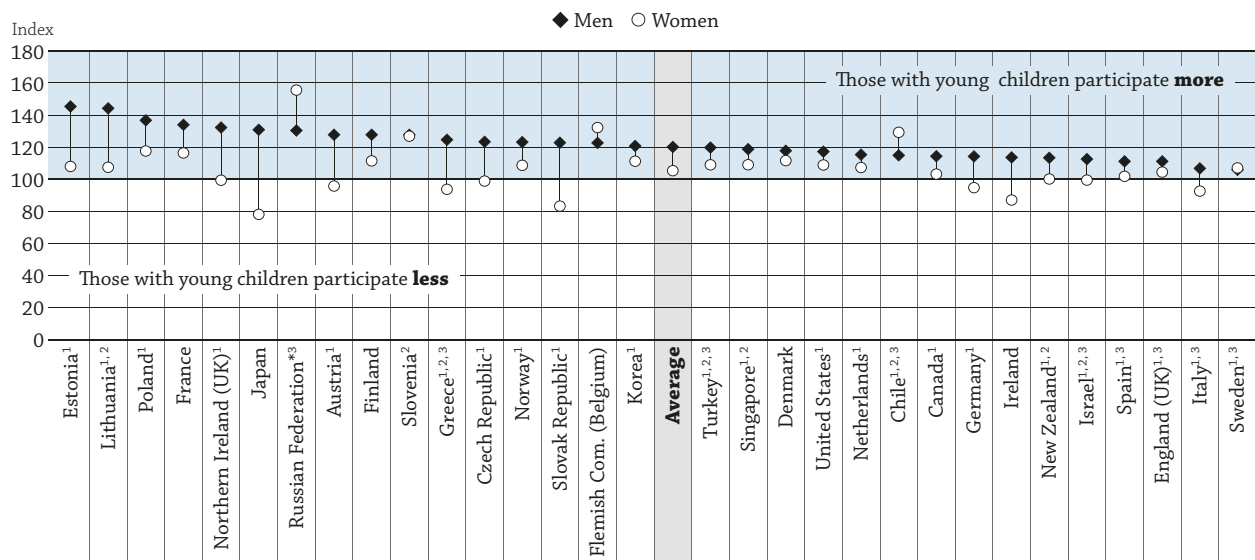 ◆ Men ○ Women
Index
180
160
140
120
100
80
60
40
20
0
Those with young children participate more
Those with young children participate less
Estonia¹
Lithuania¹, ²
Poland¹
France
Northern Ireland (UK)¹
Japan
Russian Federation*³
Austria¹
Finland
Slovenia²
Greece¹, ², ³
Czech Republic¹
Norway¹
Slovak Republic¹
Flemish Com. (Belgium)
Korea¹
Average
Turkey¹, ², ³
Singapore¹, ²
Denmark
United States¹
Netherlands¹
Chile¹, ², ³
Canada¹
Germany¹
Ireland
New Zealand¹, ²
Israel¹, ², ³
Spain¹, ³
England (UK)¹, ³
Italy¹, ³
Sweden¹, ³